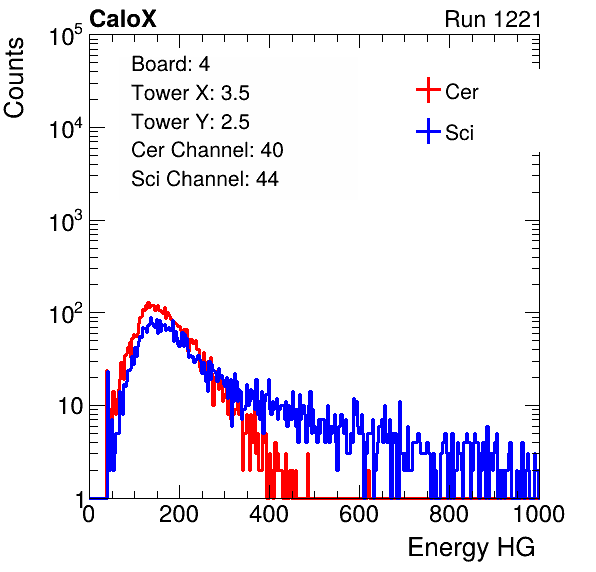 CaloX Run 1221
Counts
Board: 4
Tower X: 3.5
Tower Y: 2.5
Cer Channel: 40
Sci Channel: 44
Cer
Sci
10^5
10^4
10^3
10^2
10
1
0 200 400 600 800 1000
Energy HG